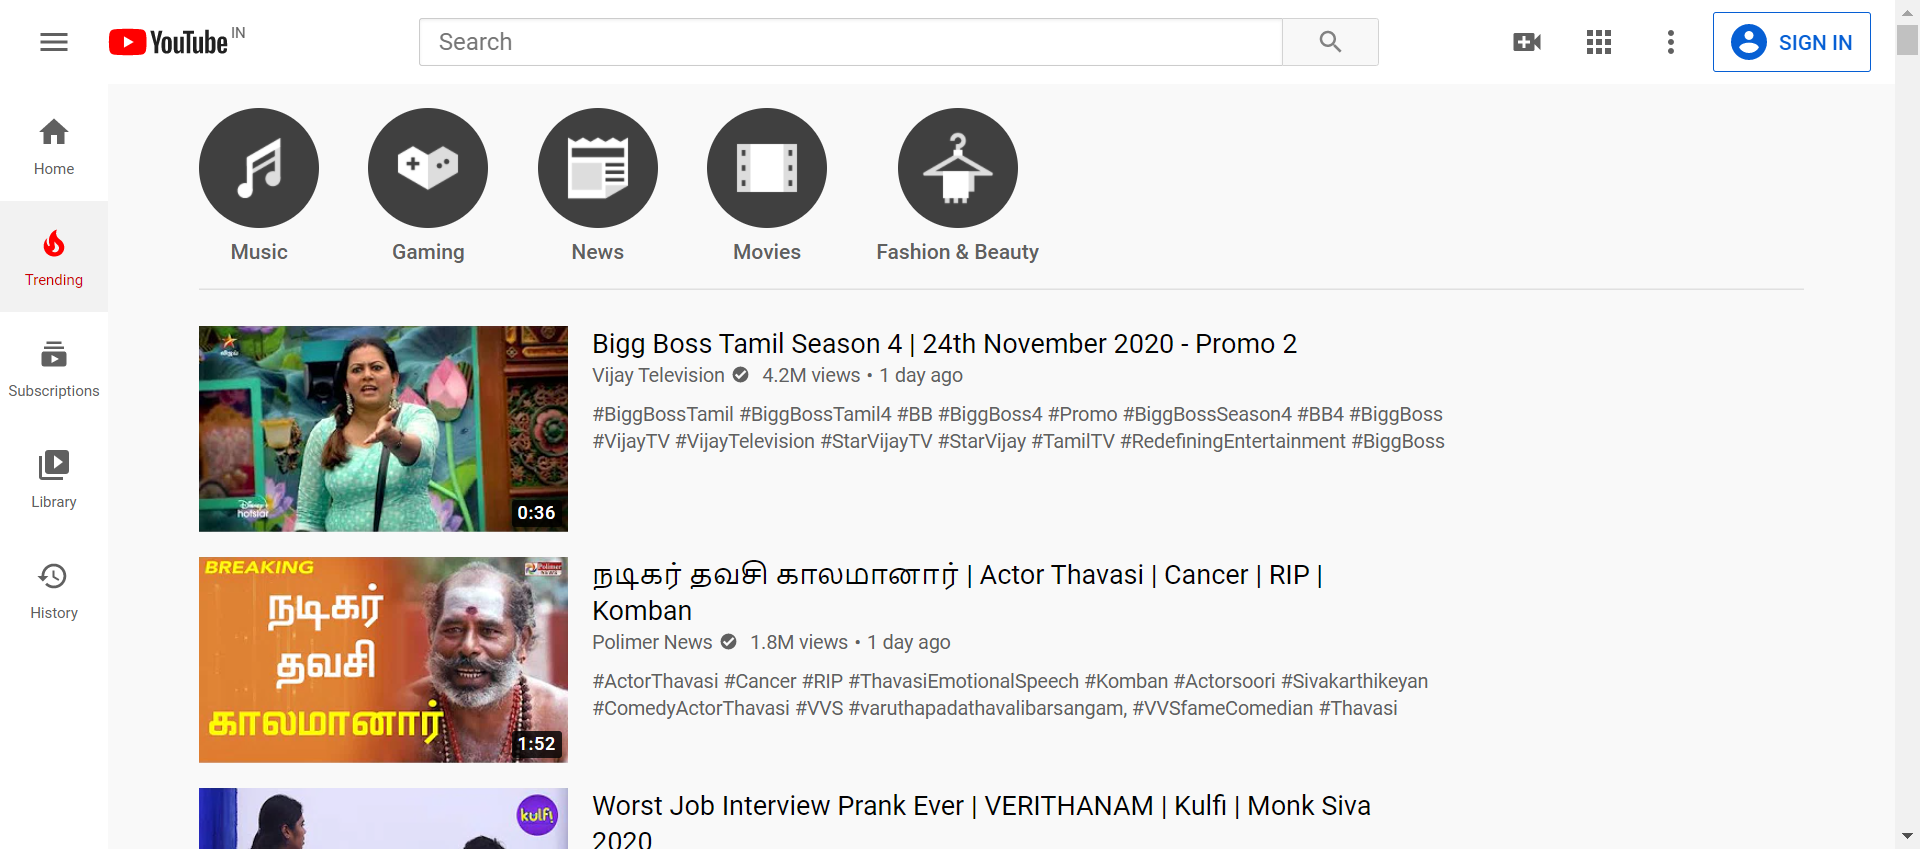 YouTube IN
Search
SIGN IN
Home
Trending
Subscriptions
Library
History
Music
Gaming
News
Movies
Fashion & Beauty
விஜய்
Disney+
hotstar
0:36
Bigg Boss Tamil Season 4 | 24th November 2020 - Promo 2
Vijay Television 4.2M views • 1 day ago
#BiggBossTamil #BiggBossTamil4 #BB #BiggBoss4 #Promo #BiggBossSeason4 #BB4 #BiggBoss
#VijayTV #VijayTelevision #StarVijayTV #StarVijay #TamilTV #RedefiningEntertainment #BiggBoss
BREAKING
Polimer
NEWS
நடிகர்
தவசி
காலமானார்
1:52
நடிகர் தவசி காலமானார் | Actor Thavasi | Cancer | RIP |
Komban
Polimer News 1.8M views • 1 day ago
#ActorThavasi #Cancer #RIP #ThavasiEmotionalSpeech #Komban #Actorsoori #Sivakarthikeyan
#ComedyActorThavasi #VVS #varuthapadathavalibarsangam, #VVSfameComedian #Thavasi
kulfi
Worst Job Interview Prank Ever | VERITHANAM | Kulfi | Monk Siva
2020